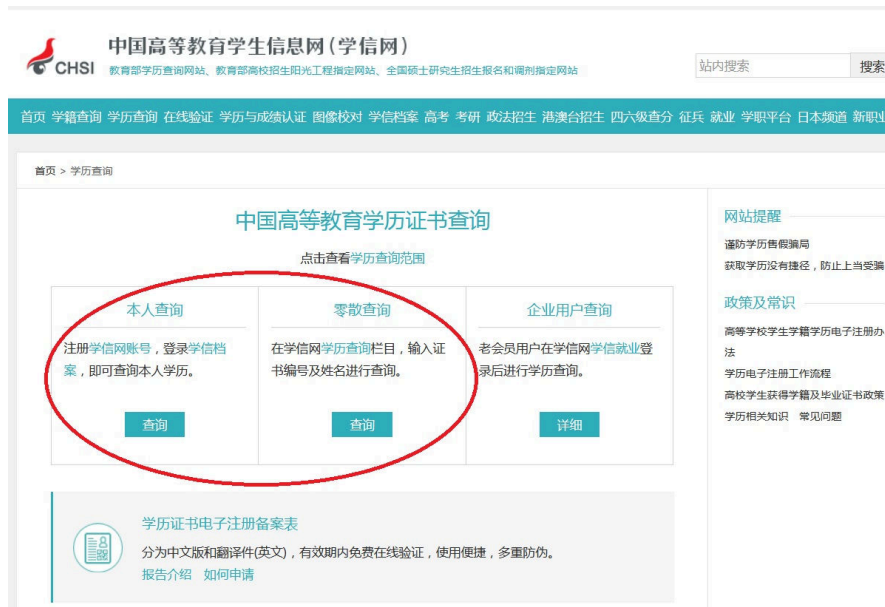 中国高等教育学生信息网(学信网)
CHSI
教育部学历查询网站、教育部高校招生阳光工程指定网站、全国硕士研究生招生报名和调剂指定网站
站内搜索
搜索
首页 学籍查询 学历查询 在线验证 学历与成绩认证 图像校对 学信档案 高考 考研 政法招生 港澳台招生 四六级查分 征兵 就业 学职平台 日本频道 新职业
首页 > 学历查询
中国高等教育学历证书查询
点击查看学历查询范围
本人查询
注册学信网账号，登录学信档
案，即可查询本人学历。
查询
零散查询
在学信网学历查询栏目，输入证
书编号及姓名进行查询。
查询
企业用户查询
老会员用户在学信网学信就业登
录后进行学历查询。
详细
学历证书电子注册备案表
分为中文版和翻译件(英文)，有效期内免费在线验证，使用便捷，多重防伪。
报告介绍 如何申请
网站提醒
谨防学历售假骗局
获取学历没有捷径，防止上当受骗
政策及常识
高等学校学生学籍学历电子注册办
法
学历电子注册工作流程
高校学生获得学籍及毕业证书政策
学历相关知识 常见问题